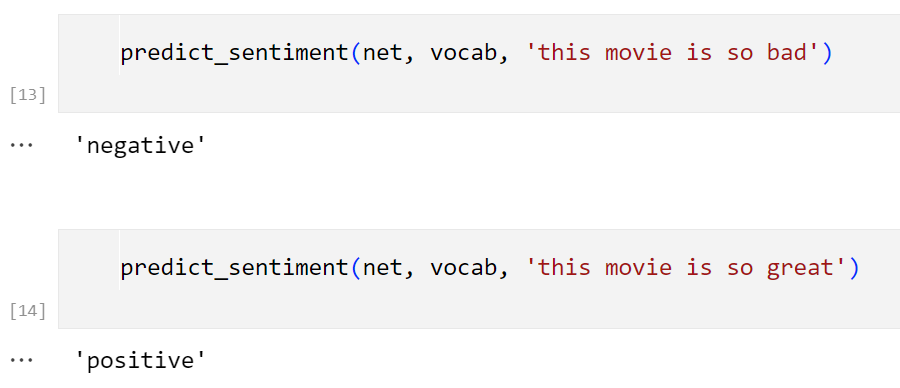 predict_sentiment(net, vocab, 'this movie is so bad')
[13]
... 'negative'
predict_sentiment(net, vocab, 'this movie is so great')
[14]
... 'positive'